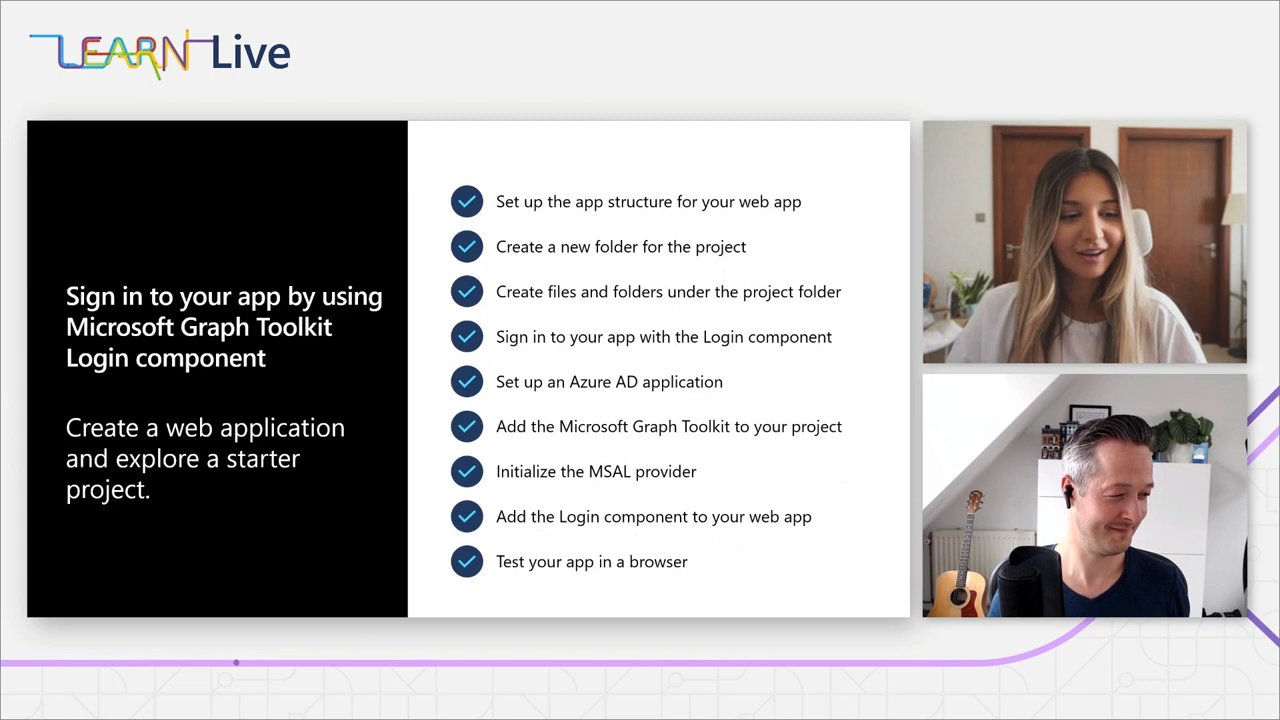 LEARN Live
Sign in to your app by using
Microsoft Graph Toolkit
Login component
Create a web application
and explore a starter
project.
Set up the app structure for your web app
Create a new folder for the project
Create files and folders under the project folder
Sign in to your app with the Login component
Set up an Azure AD application
Add the Microsoft Graph Toolkit to your project
Initialize the MSAL provider
Add the Login component to your web app
Test your app in a browser